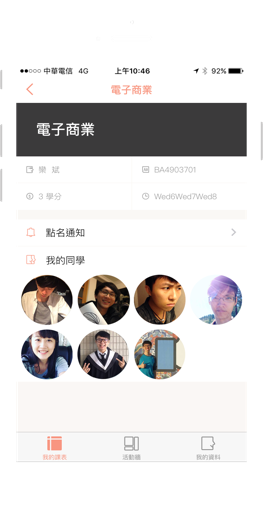 中華電信 4G 上午10:46 92%
電子商業
電子商業
欒 斌 BA4903701
3 學分 Wed6Wed7Wed8
點名通知
我的同學
我的課表 活動牆 我的資料